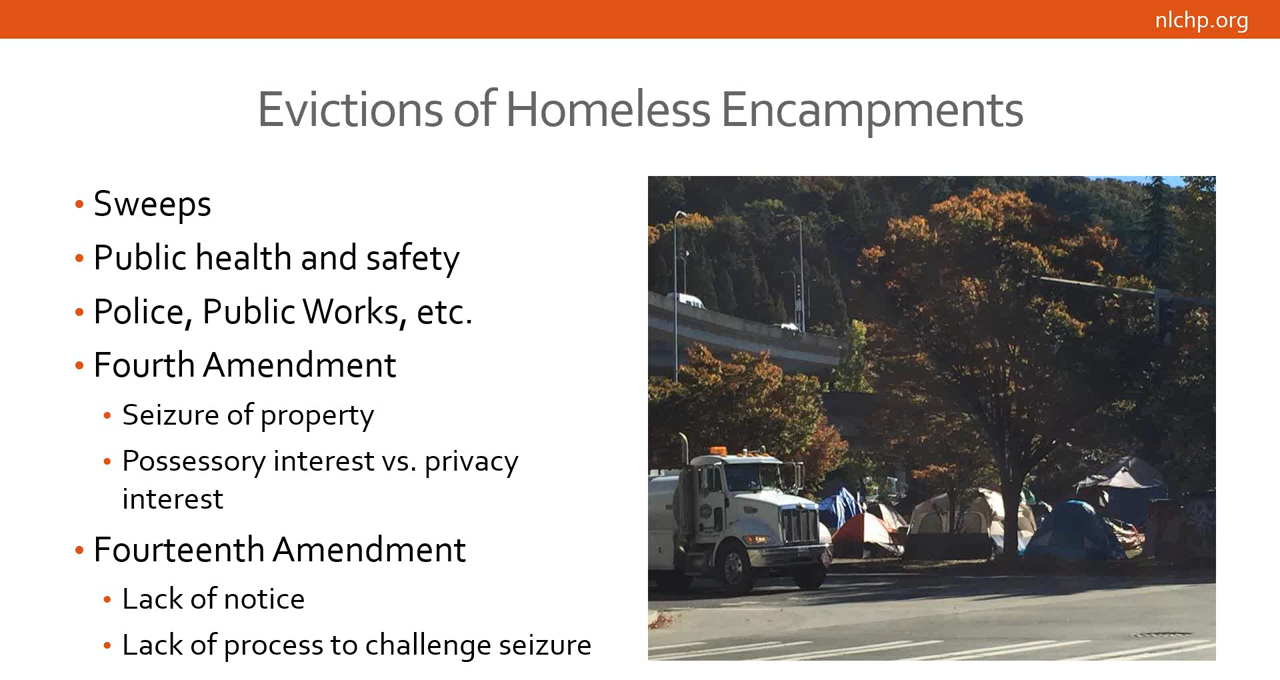 nlchp.org
Evictions of Homeless Encampments
• Sweeps
• Public health and safety
• Police, Public Works, etc.
• Fourth Amendment
• Seizure of property
• Possessory interest vs. privacy
interest
• Fourteenth Amendment
• Lack of notice
• Lack of process to challenge seizure